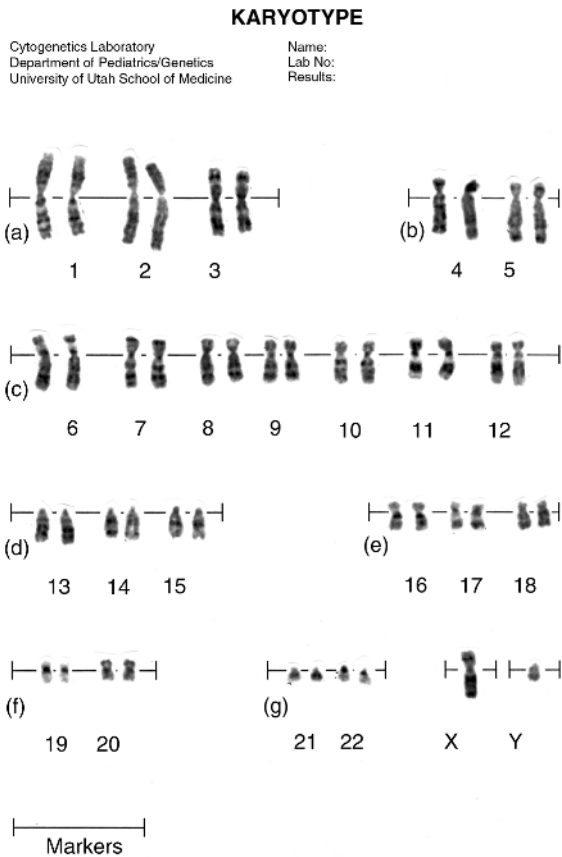 KARYOTYPE
Cytogenetics Laboratory
Department of Pediatrics/Genetics
University of Utah School of Medicine
Name:
Lab No:
Results:
(a)
1 2 3
(b)
4 5
(c)
6 7 8 9 10 11 12
(d)
13 14 15
(e)
16 17 18
(f)
19 20
(g)
21 22 X Y
Markers